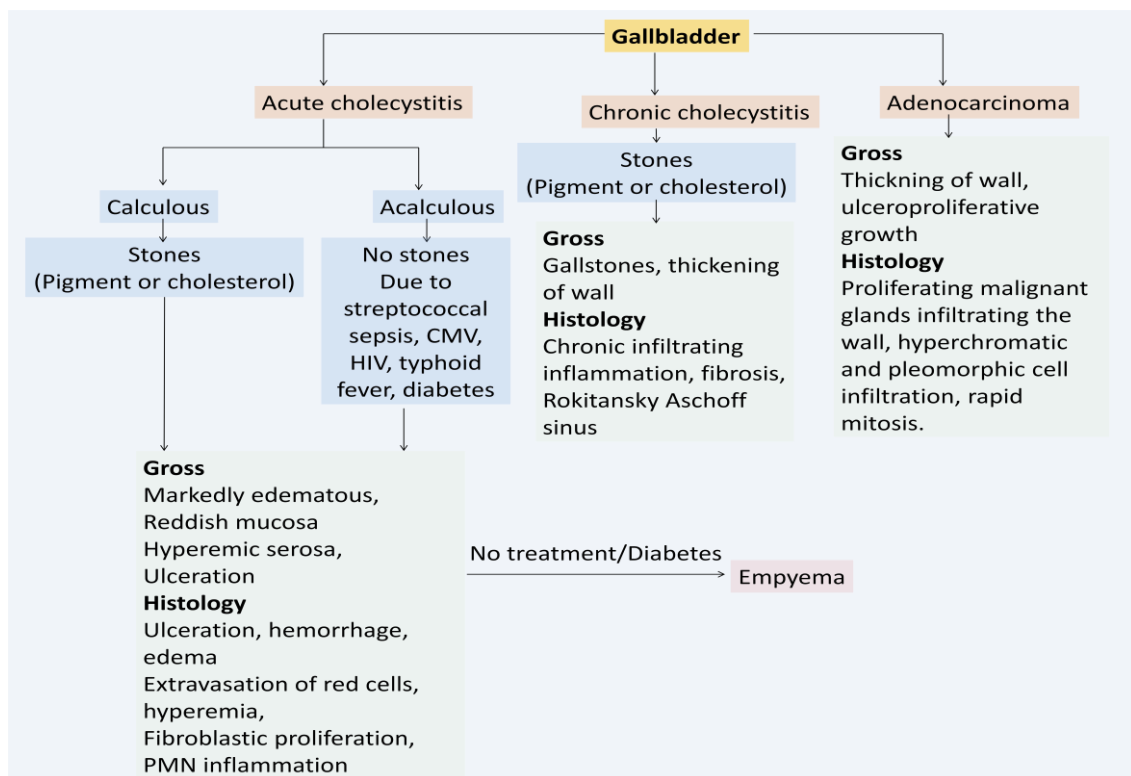 Gallbladder
Acute cholecystitis
Chronic cholecystitis
Adenocarcinoma
Calculous
Stones
(Pigment or cholesterol)
Acalculous
No stones
Due to
streptococcal
sepsis, CMV,
HIV, typhoid
fever, diabetes
Gross
Markedly edematous,
Reddish mucosa
Hyperemic serosa,
Ulceration
Histology
Ulceration, hemorrhage,
edema
Extravasation of red cells,
hyperemia,
Fibroblastic proliferation,
PMN inflammation
No treatment/Diabetes
Empyema
Stones
(Pigment or cholesterol)
Gross
Gallstones, thickening
of wall
Histology
Chronic infiltrating
inflammation, fibrosis,
Rokitansky Aschoff
sinus
Gross
Thickning of wall,
ulceroproliferative
growth
Histology
Proliferating malignant
glands infiltrating the
wall, hyperchromatic
and pleomorphic cell
infiltration, rapid
mitosis.